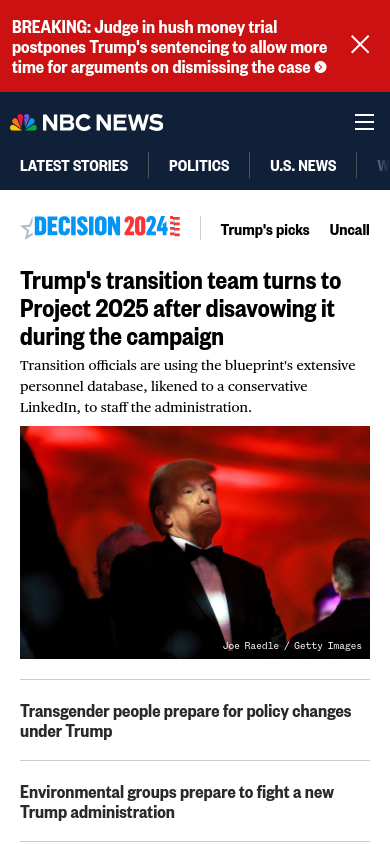 BREAKING: Judge in hush money trial
postpones Trump's sentencing to allow more
time for arguments on dismissing the case
NBC NEWS
LATEST STORIES POLITICS U.S. NEWS W
DECISION 2024 Trump's picks Uncall
Trump's transition team turns to
Project 2025 after disavowing it
during the campaign
Transition officials are using the blueprint's extensive
personnel database, likened to a conservative
LinkedIn, to staff the administration.
Joe Raedle / Getty Images
Transgender people prepare for policy changes
under Trump
Environmental groups prepare to fight a new
Trump administration